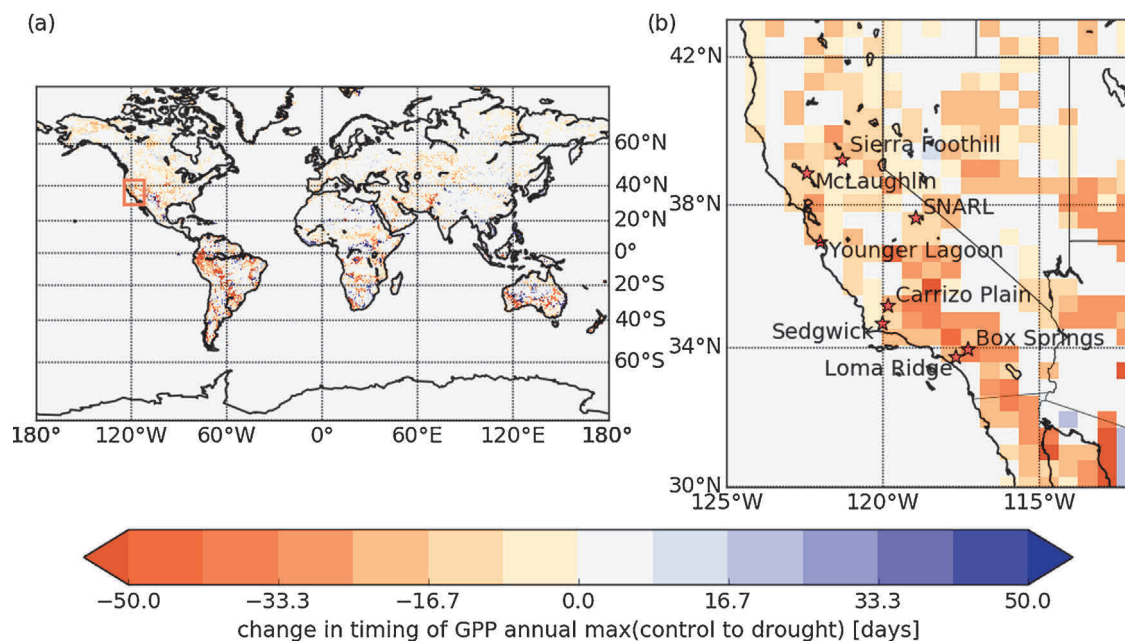 (a)
60°N
40°N
20°N
0°
20°S
40°S
60°S
180°
120°W
60°W
0°
60°E
120°E
180°
(b)
42°N
38°N
34°N
30°N
Sierra Foothill
McLaughlin
SNARL
Younger Lagoon
Carrizo Plain
Sedgwick
Box Springs
Loma Ridge
125°W
120°W
115°W
−50.0
−33.3
−16.7
0.0
16.7
33.3
50.0
change in timing of GPP annual max(control to drought) [days]